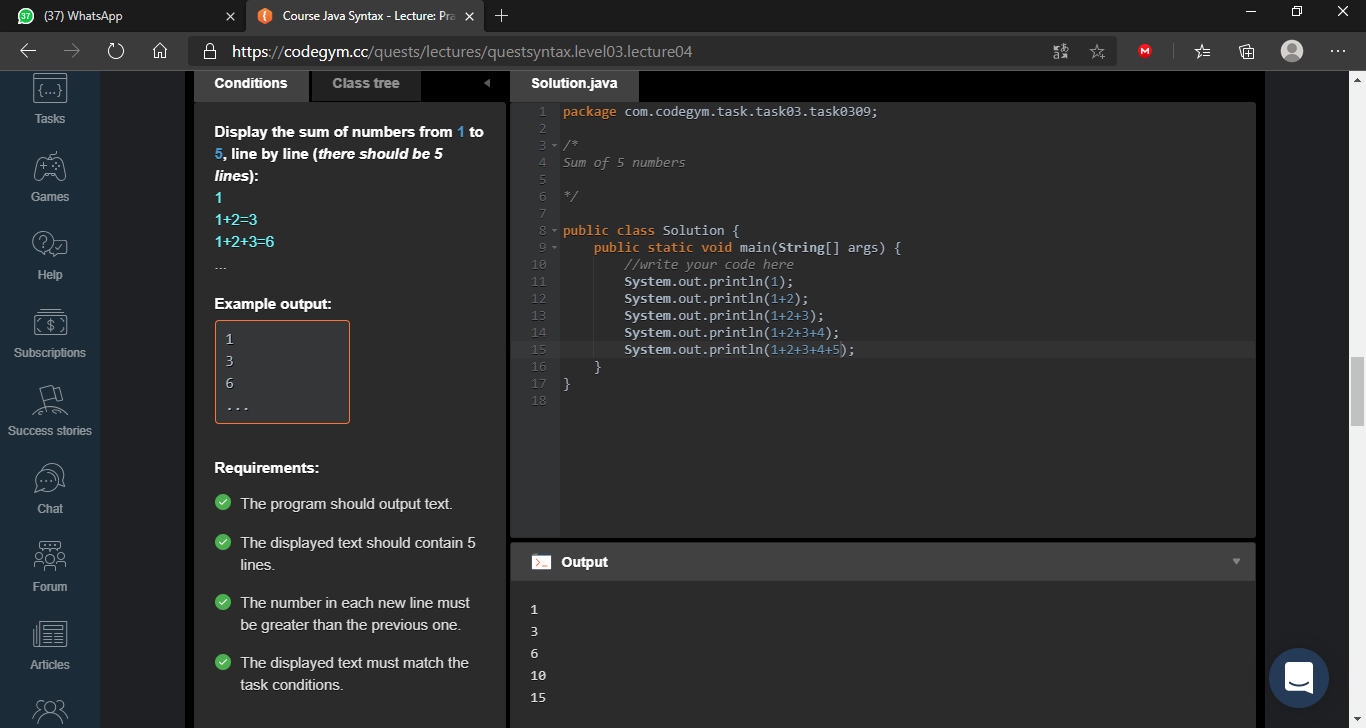 (37) WhatsApp
Course Java Syntax - Lecture: Pra
https://codegym.cc/quests/lectures/questsyntax.level03.lecture04
Tasks
Games
Help
Subscriptions
Success stories
Chat
Forum
Articles
Conditions
Class tree
Display the sum of numbers from 1 to
5, line by line (there should be 5
lines):
1
1+2=3
1+2+3=6
...
Example output:
1
3
6
...
Requirements:
The program should output text.
The displayed text should contain 5
lines.
The number in each new line must
be greater than the previous one.
The displayed text must match the
task conditions.
Solution.java
1 package com.codegym.task.task03.task0309;
2
3 /*
4 Sum of 5 numbers
5
6 */
7
8 public class Solution {
9 public static void main(String[] args) {
10 //write your code here
11 System.out.println(1);
12 System.out.println(1+2);
13 System.out.println(1+2+3);
14 System.out.println(1+2+3+4);
15 System.out.println(1+2+3+4+5);
16 }
17 }
18
Output
1
3
6
10
15